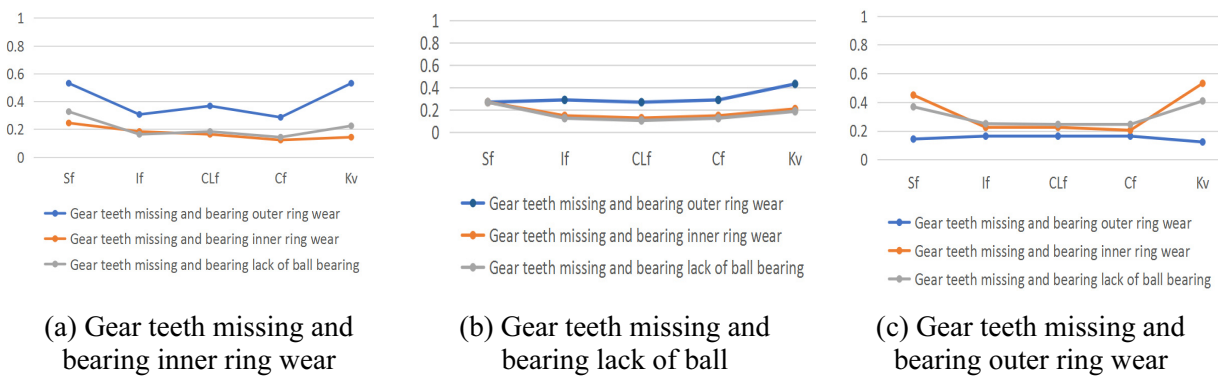 1
0.8
0.6
0.4
0.2
0
Sf If CLf Cf Kv
Gear teeth missing and bearing outer ring wear
Gear teeth missing and bearing inner ring wear
Gear teeth missing and bearing lack of ball bearing
(a) Gear teeth missing and
bearing inner ring wear
1
0.8
0.6
0.4
0.2
0
Sf If CLf Cf Kv
Gear teeth missing and bearing outer ring wear
Gear teeth missing and bearing inner ring wear
Gear teeth missing and bearing lack of ball bearing
(b) Gear teeth missing and
bearing lack of ball
1
0.8
0.6
0.4
0.2
0
Sf If CLf Cf Kv
Gear teeth missing and bearing outer ring wear
Gear teeth missing and bearing inner ring wear
Gear teeth missing and bearing lack of ball bearing
(c) Gear teeth missing and
bearing outer ring wear